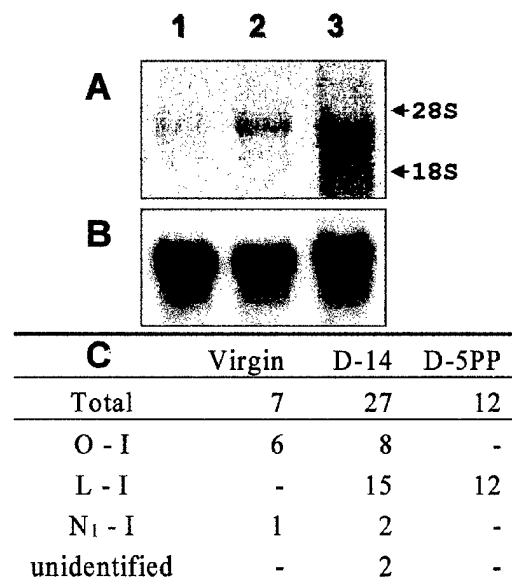 1 2 3
A
←28S
←18S
B
C Virgin D-14 D-5PP
Total 7 27 12
O - I 6 8 -
L - I - 15 12
N₁ - I 1 2 -
unidentified - 2 -